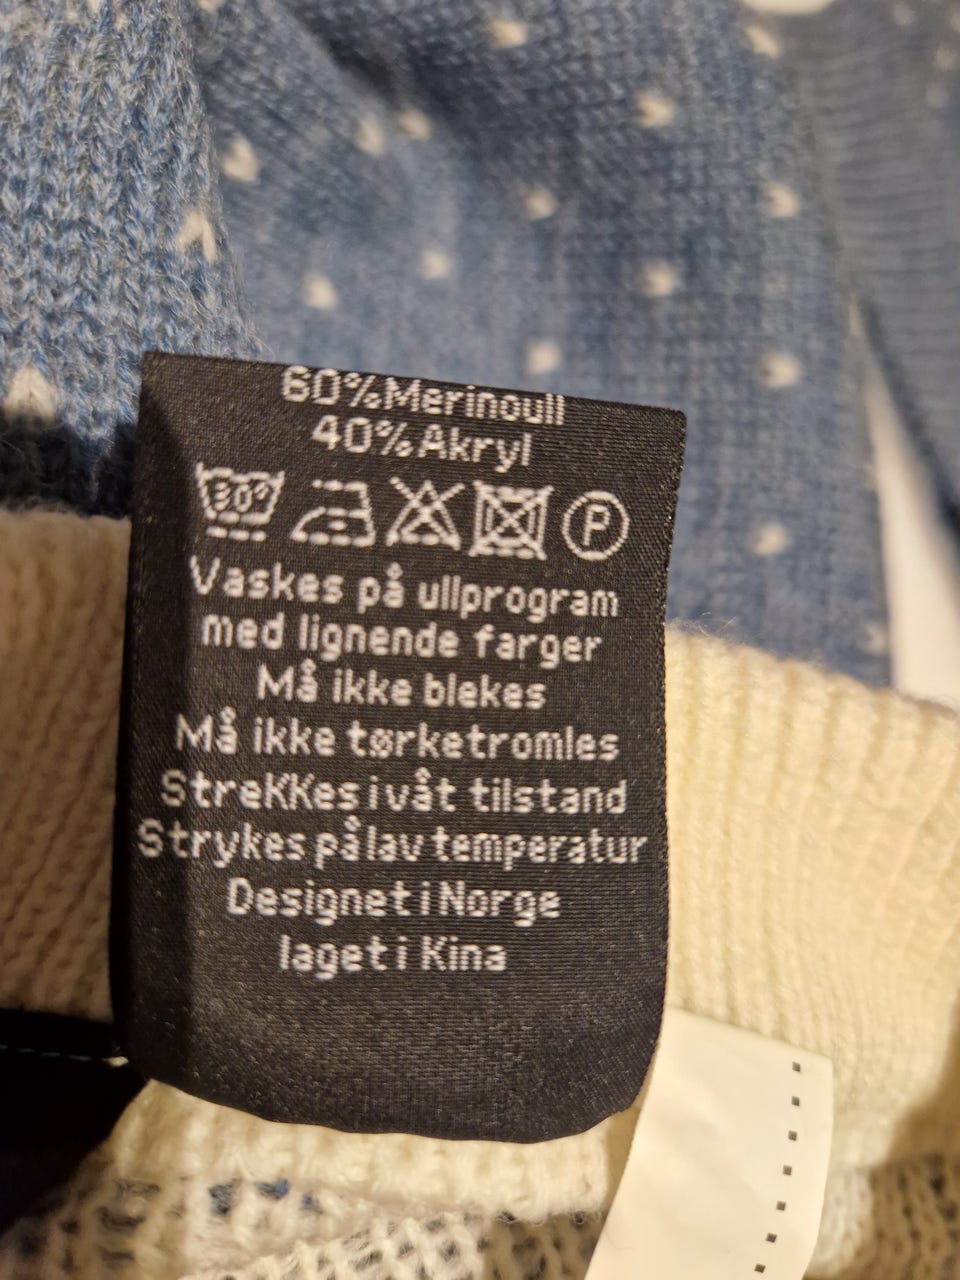 60%Merinoull
40%Akryl
30°
P
Vaskes på ullprogram
med lignende farger
Må ikke blekes
Må ikke tørketromles
StreKKes i våt tilstand
Strykes på lav temperatur
Designet i Norge
laget i Kina